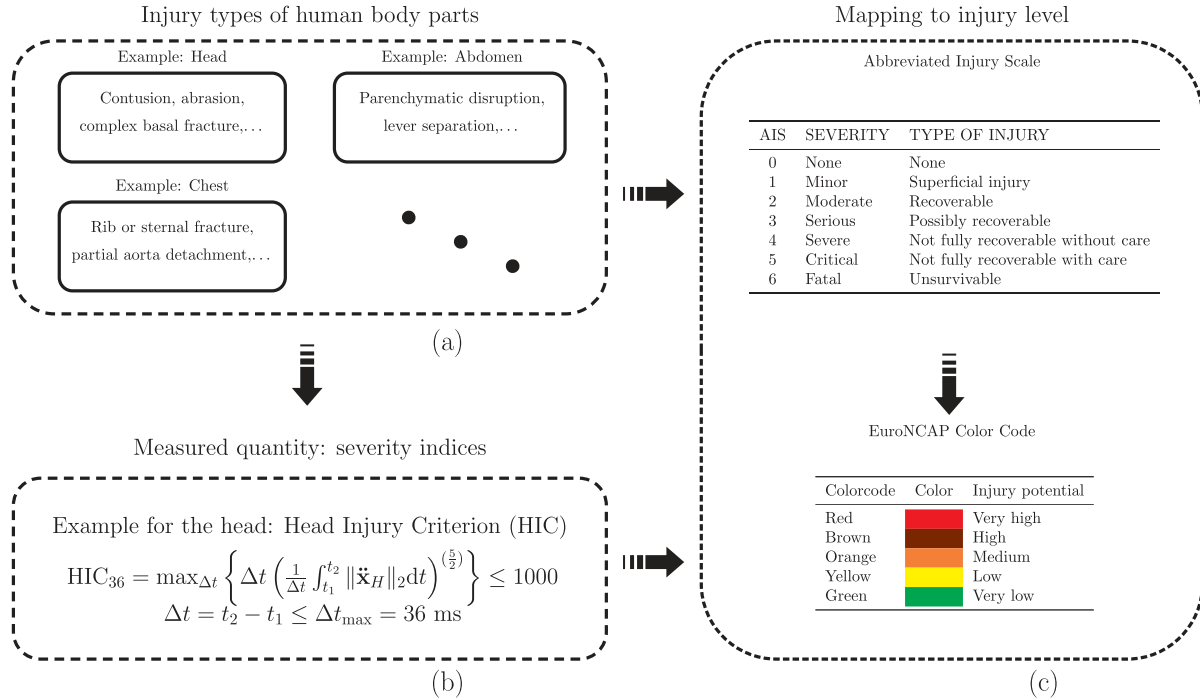 Injury types of human body parts
Example: Head
Contusion, abrasion,
complex basal fracture,...
Example: Abdomen
Parenchymatic disruption,
lever separation,...
Example: Chest
Rib or sternal fracture,
partial aorta detachment,...
(a)
Measured quantity: severity indices
Example for the head: Head Injury Criterion (HIC)
HIC₃₆ = max_Δt { Δt ( 1/Δt ∫_t₁^t₂ ‖ẍ_H‖₂dt )^(5/2) } ≤ 1000
Δt = t₂ − t₁ ≤ Δt_max = 36 ms
(b)
Mapping to injury level
Abbreviated Injury Scale
AIS SEVERITY TYPE OF INJURY
0 None None
1 Minor Superficial injury
2 Moderate Recoverable
3 Serious Possibly recoverable
4 Severe Not fully recoverable without care
5 Critical Not fully recoverable with care
6 Fatal Unsurvivable
EuroNCAP Color Code
Colorcode Color Injury potential
Red Very high
Brown High
Orange Medium
Yellow Low
Green Very low
(c)